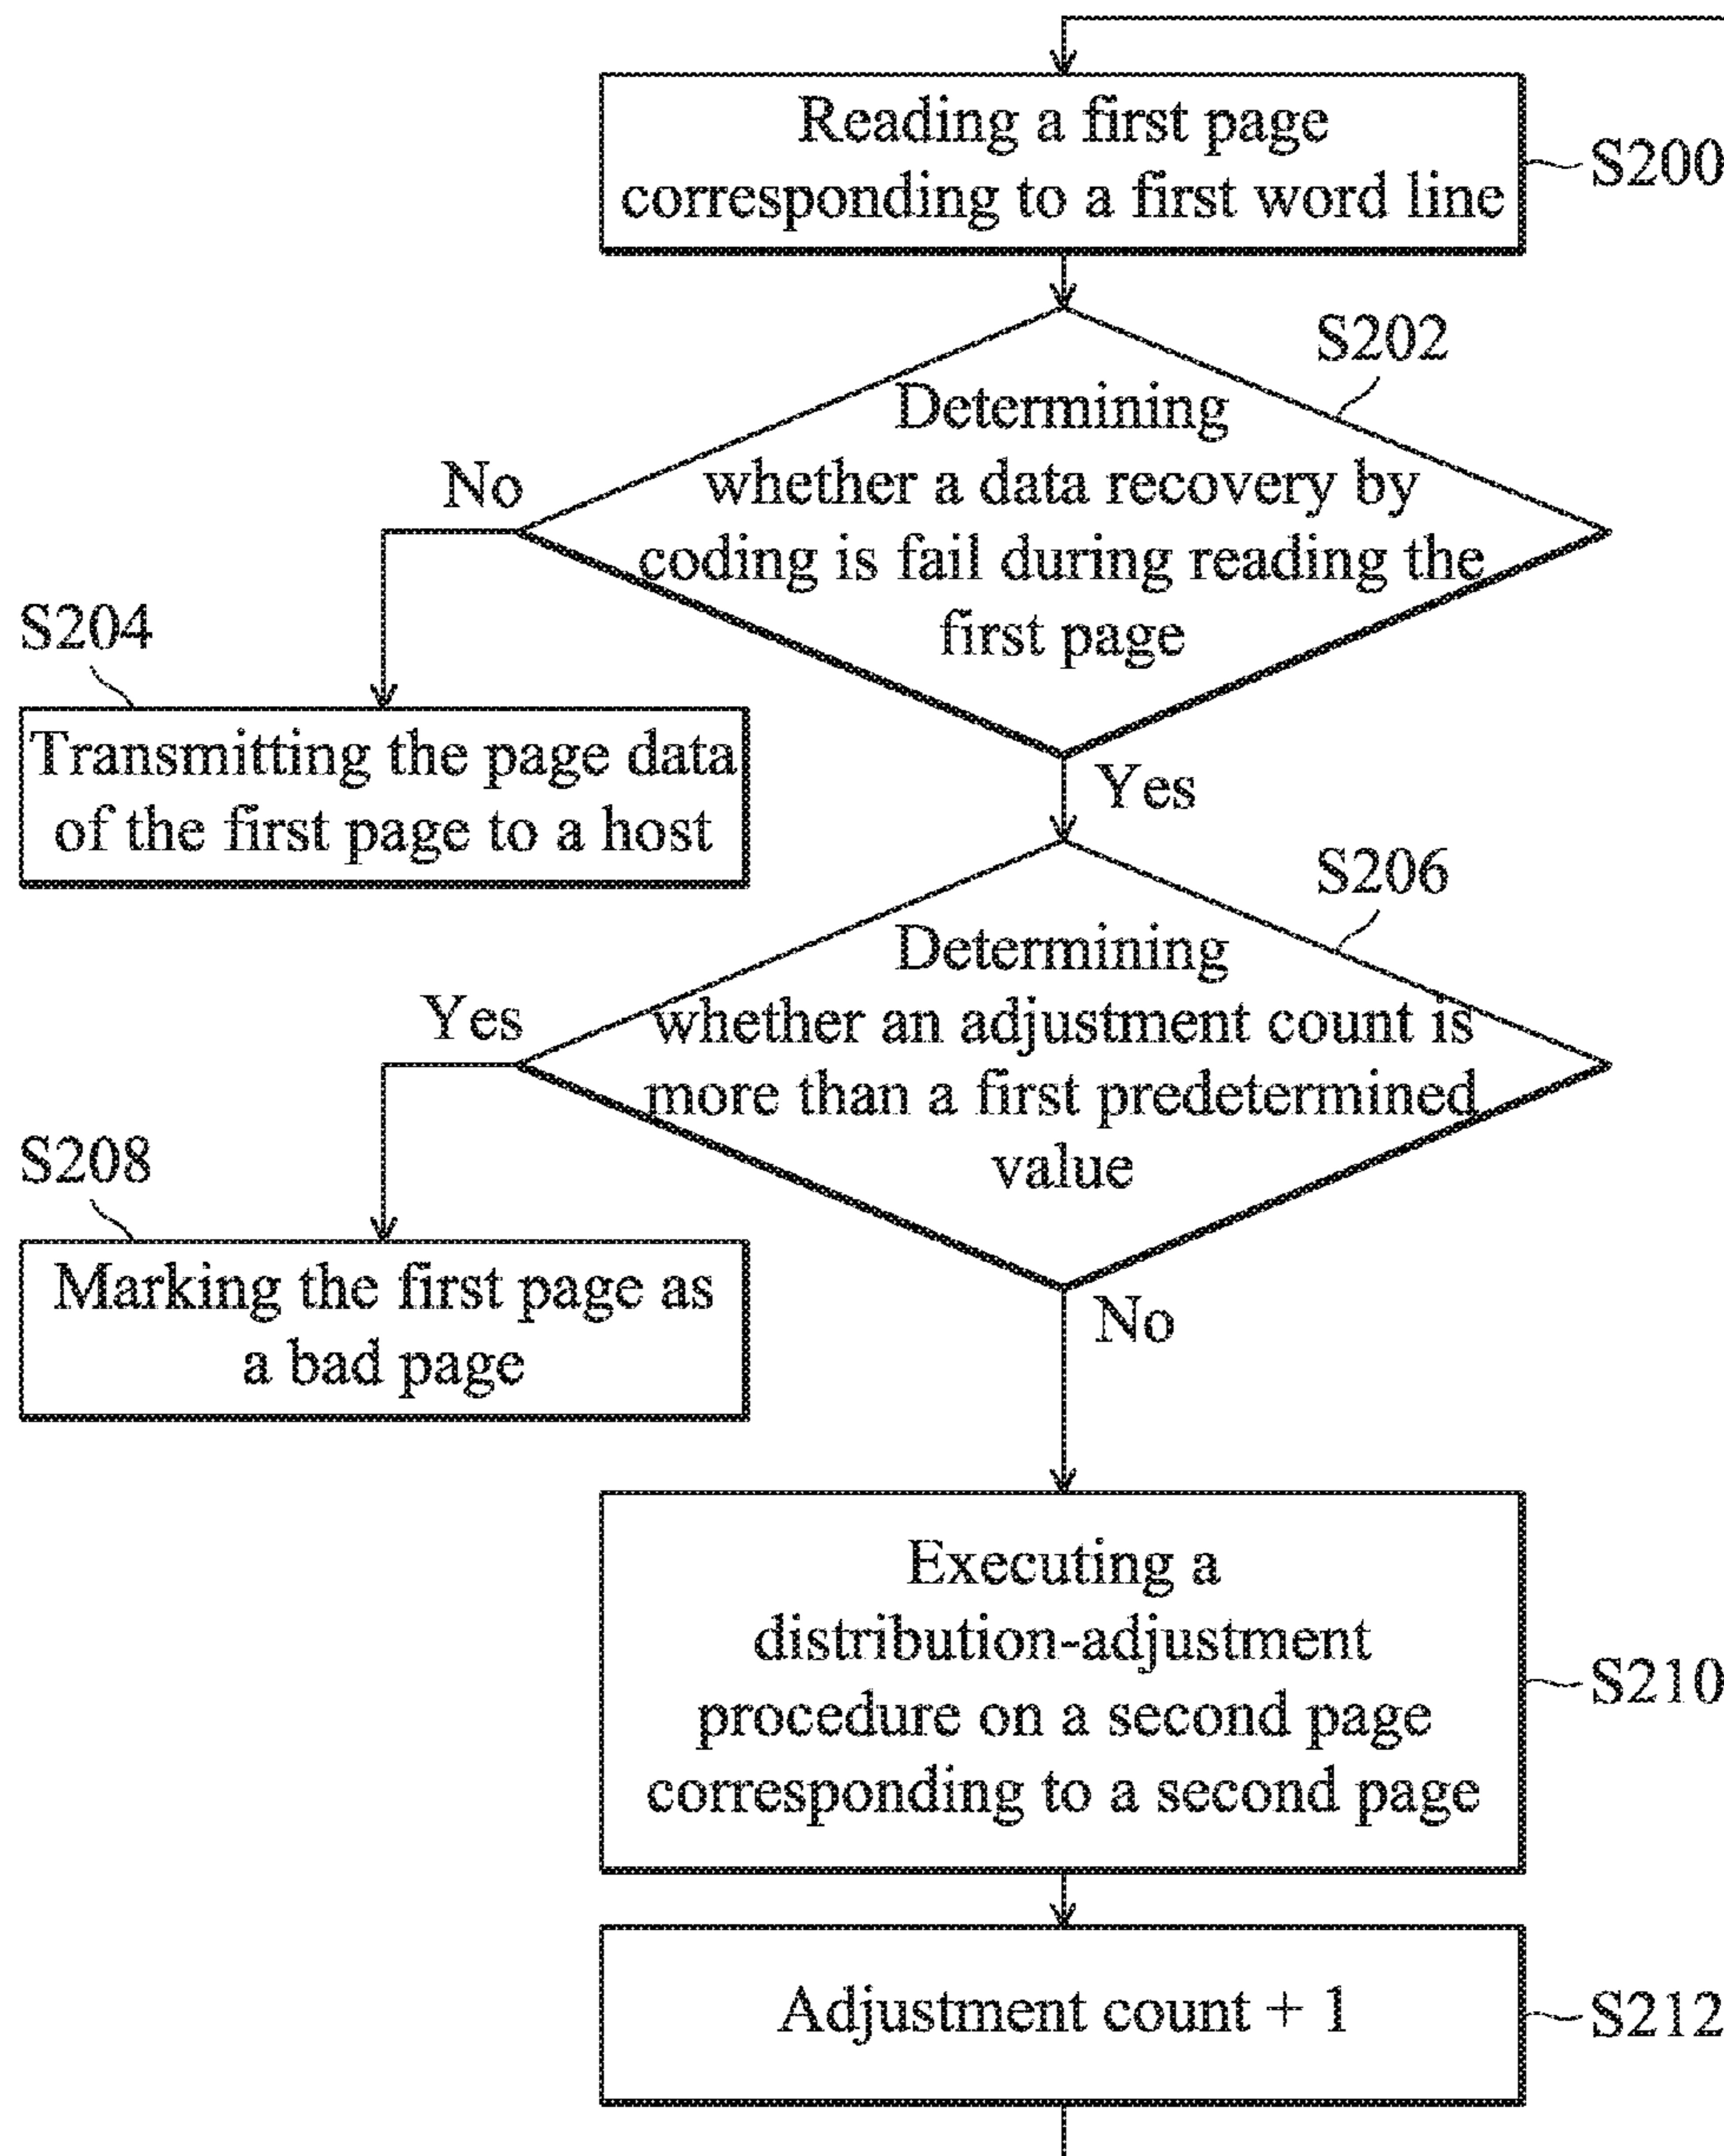 Reading a first page
corresponding to a first word line
S200
S202
Determining
whether a data recovery by
coding is fail during reading the
first page
No
Yes
S204
Transmitting the page data
of the first page to a host
S206
Determining
whether an adjustment count is
more than a first predetermined
value
Yes
No
S208
Marking the first page as
a bad page
Executing a
distribution-adjustment
procedure on a second page
corresponding to a second page
S210
Adjustment count + 1
S212